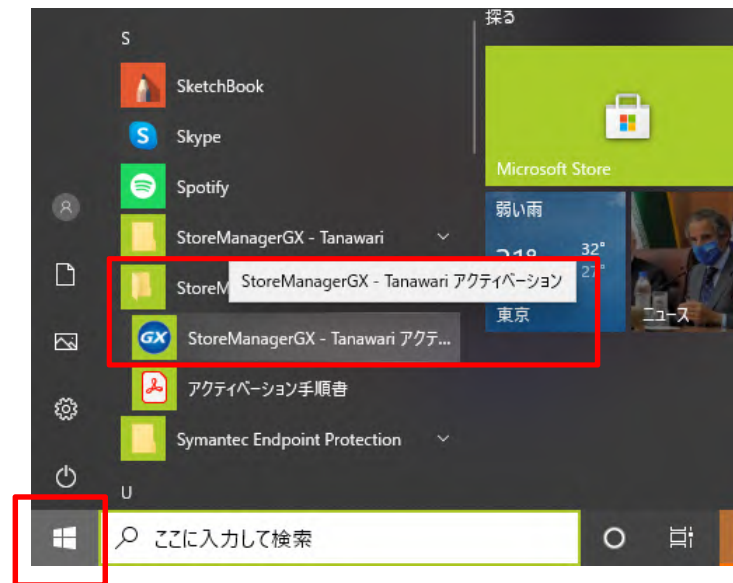 探る
S
SketchBook
Skype
Spotify
StoreManagerGX - Tanawari
StoreM
StoreManagerGX - Tanawari アクティベーション
GX
StoreManagerGX - Tanawari アクテ...
アクティベーション手順書
Symantec Endpoint Protection
U
ここに入力して検索
Microsoft Store
弱い雨
32°
27°
東京
ニュース